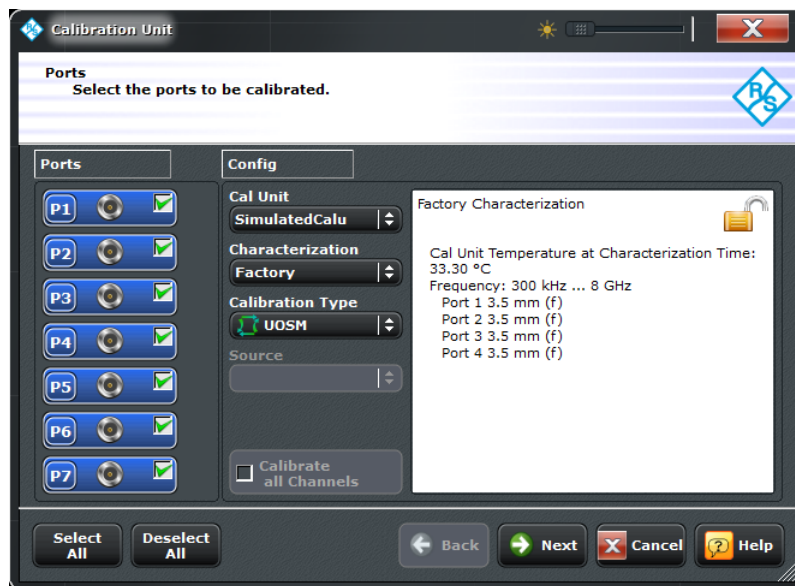 Calibration Unit
Ports
Select the ports to be calibrated.
R&S
Ports
P1
P2
P3
P4
P5
P6
P7
Config
Cal Unit
SimulatedCalu
Characterization
Factory
Calibration Type
UOSM
Source
Calibrate
all Channels
Factory Characterization
Cal Unit Temperature at Characterization Time:
33.30 °C
Frequency: 300 kHz ... 8 GHz
Port 1 3.5 mm (f)
Port 2 3.5 mm (f)
Port 3 3.5 mm (f)
Port 4 3.5 mm (f)
Select
All
Deselect
All
Back
Next
Cancel
Help